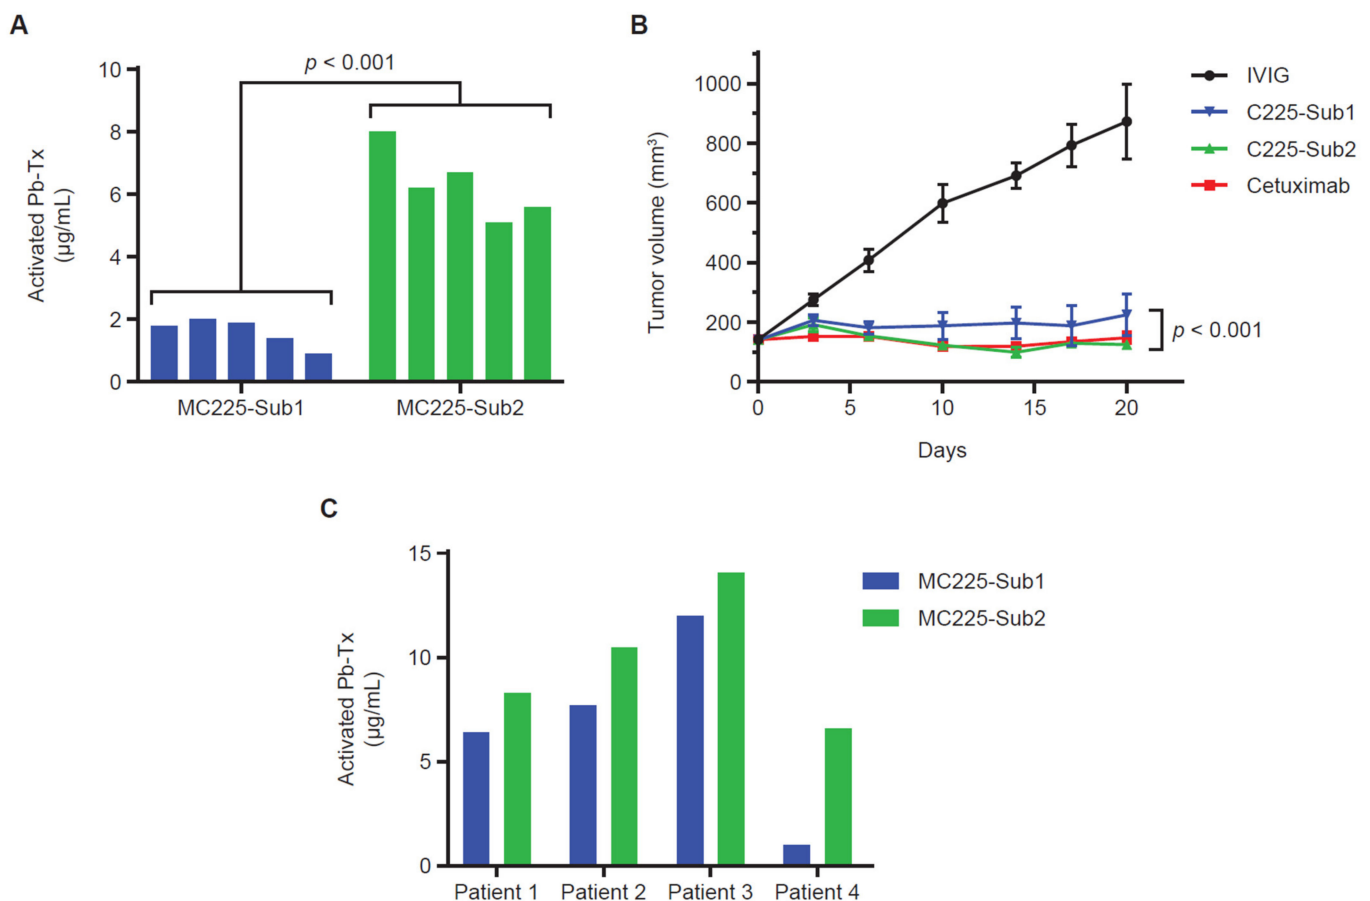 A
p < 0.001
10
8
6
4
2
0
Activated Pb-Tx
(µg/mL)
MC225-Sub1
MC225-Sub2
B
1000
800
600
400
200
0
Tumor volume (mm³)
0
5
10
15
20
Days
IVIG
C225-Sub1
C225-Sub2
Cetuximab
p < 0.001
C
15
10
5
0
Activated Pb-Tx
(µg/mL)
Patient 1
Patient 2
Patient 3
Patient 4
MC225-Sub1
MC225-Sub2